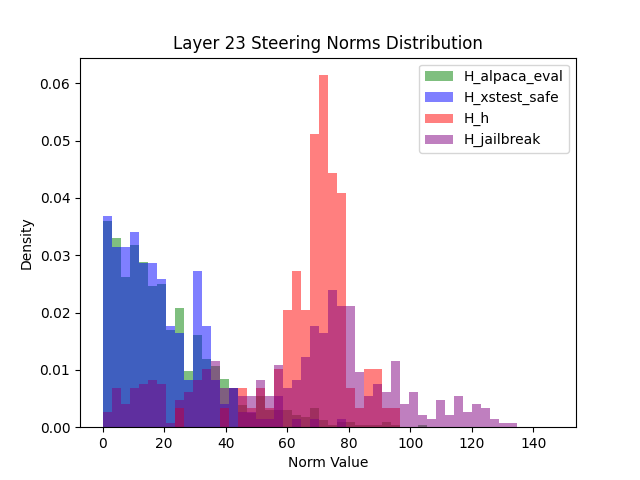 Layer 23 Steering Norms Distribution
H_alpaca_eval
H_xstest_safe
H_h
H_jailbreak
Density
0.06
0.05
0.04
0.03
0.02
0.01
0.00
0 20 40 60 80 100 120 140
Norm Value